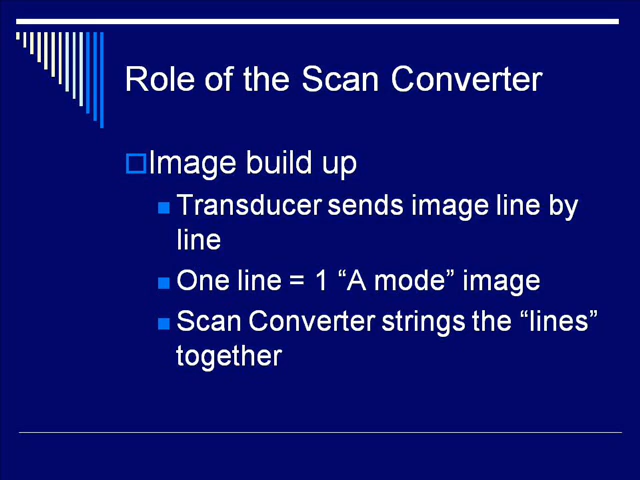 Role of the Scan Converter
Image build up
Transducer sends image line by
line
One line = 1 “A mode” image
Scan Converter strings the “lines”
together